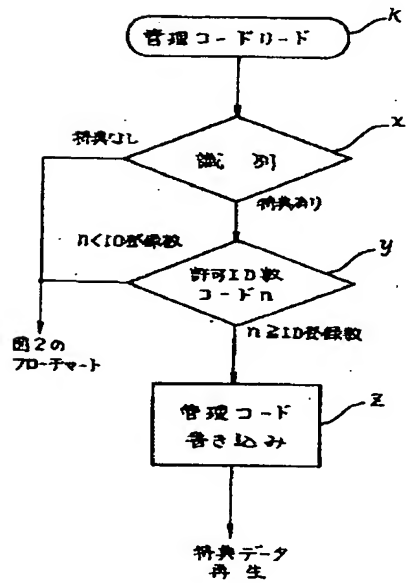 管理コードリード
K
x
特典なし
識別
特典あり
n<ID登録数
y
許可ID数
コードn
n≧ID登録数
図2の
フローチャート
管理コード
書き込み
z
特典データ
再生